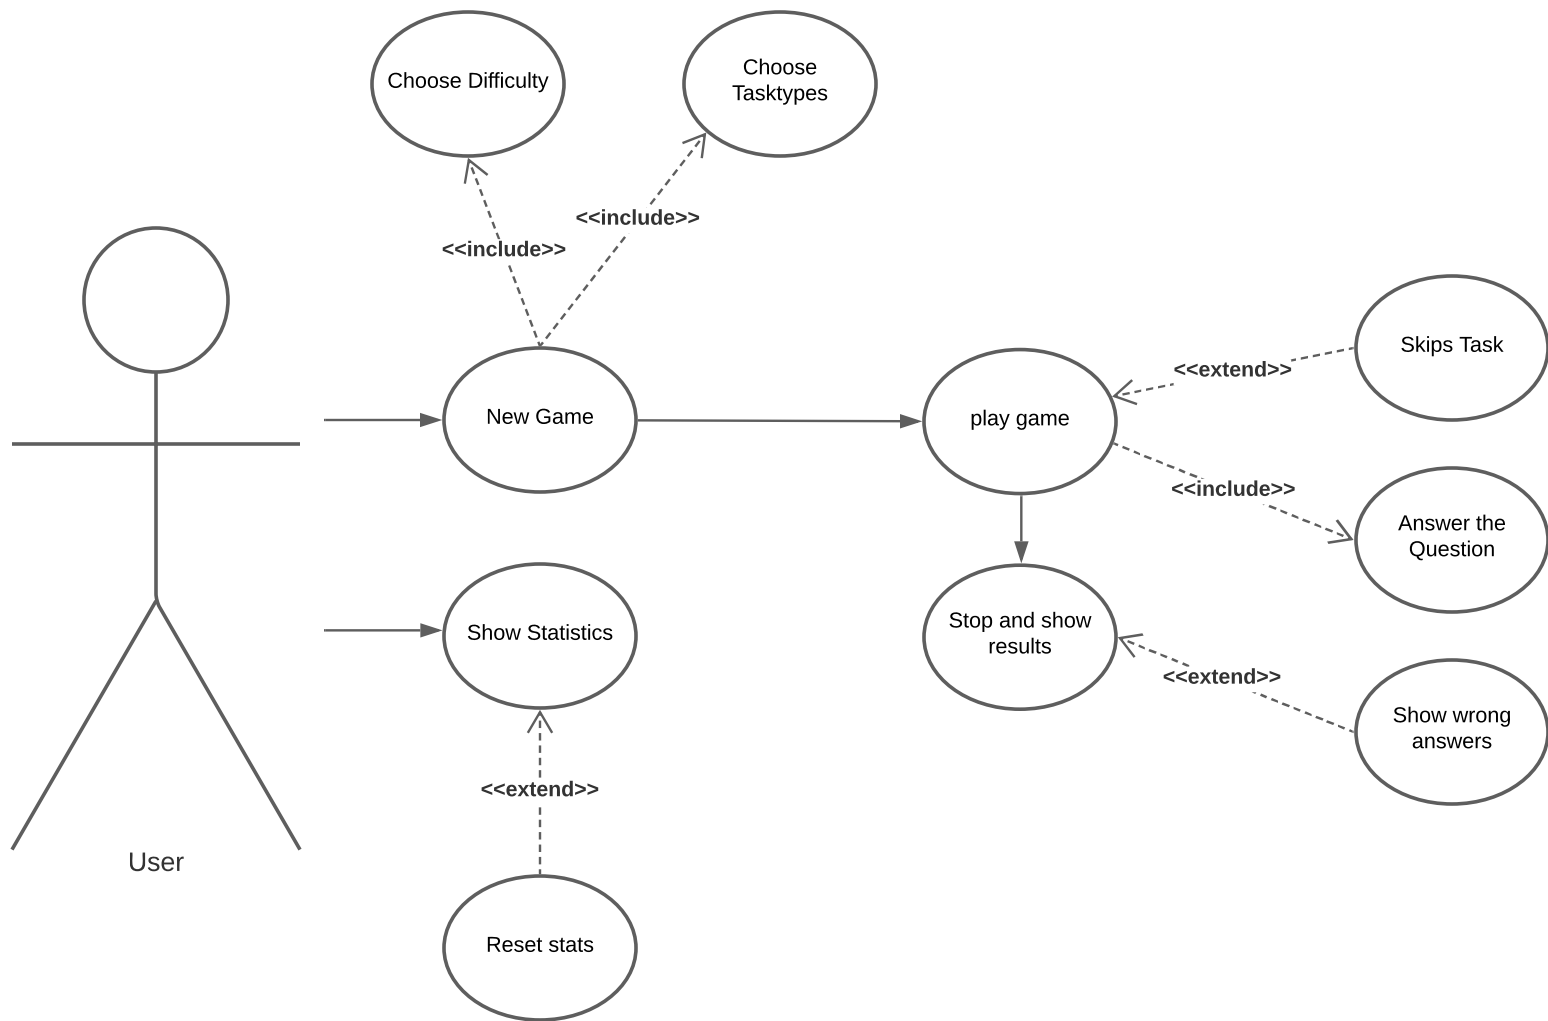 Choose Difficulty
Choose
Tasktypes
<<include>>
<<include>>
New Game
play game
Skips Task
<<extend>>
<<include>>
Answer the
Question
Show Statistics
Stop and show
results
<<extend>>
Show wrong
answers
<<extend>>
User
Reset stats